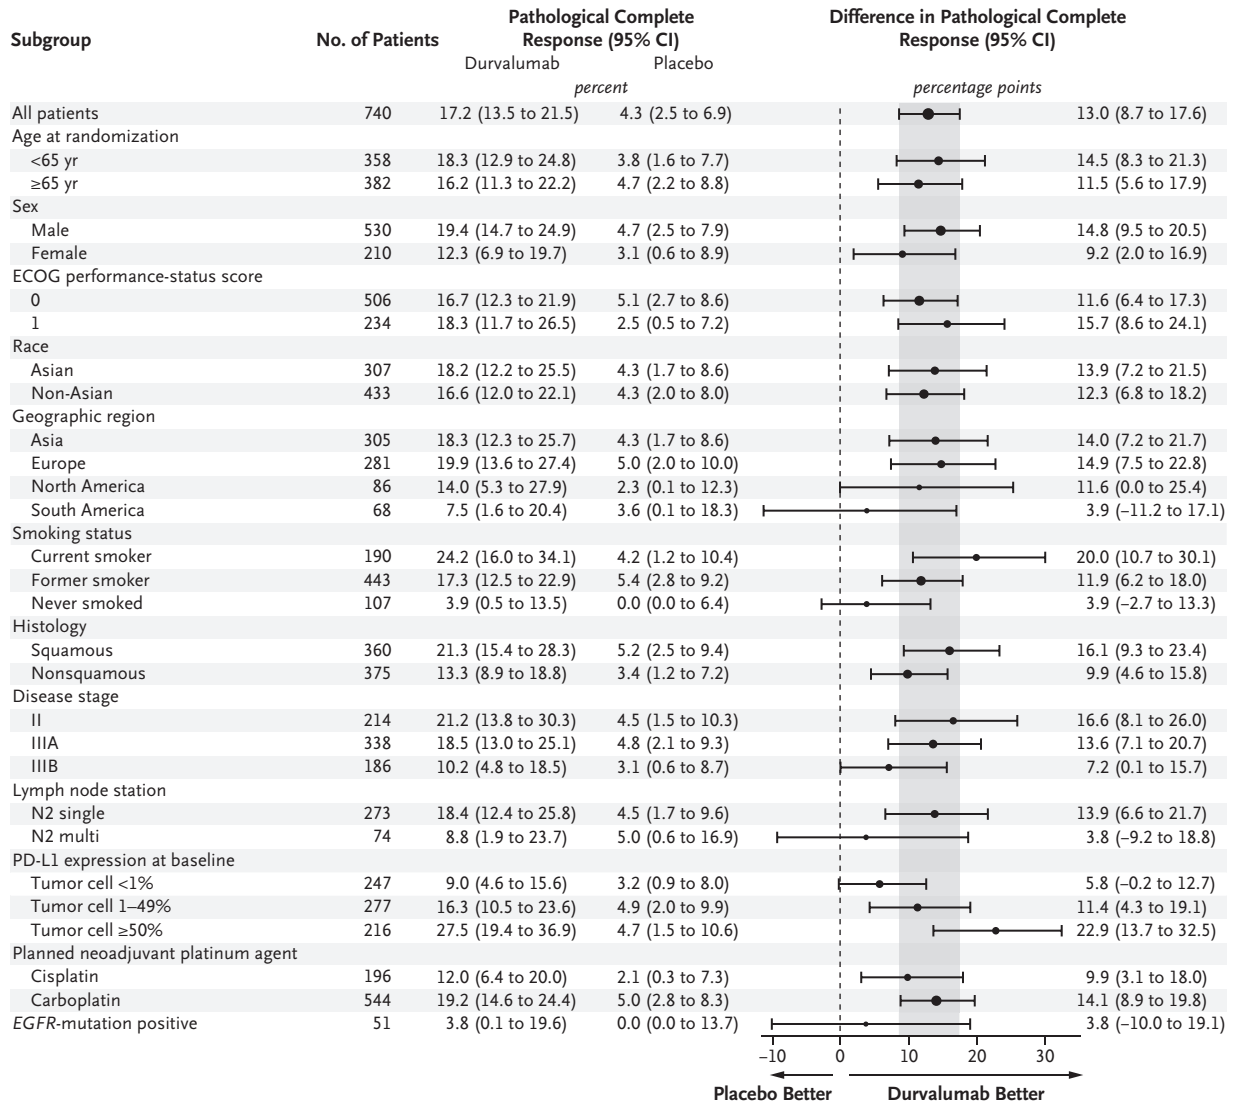 Subgroup No. of Patients Pathological Complete Response (95% CI) Difference in Pathological Complete Response (95% CI)
Durvalumab Placebo
percent percentage points
All patients 740 17.2 (13.5 to 21.5) 4.3 (2.5 to 6.9) 13.0 (8.7 to 17.6)
Age at randomization
<65 yr 358 18.3 (12.9 to 24.8) 3.8 (1.6 to 7.7) 14.5 (8.3 to 21.3)
≥65 yr 382 16.2 (11.3 to 22.2) 4.7 (2.2 to 8.8) 11.5 (5.6 to 17.9)
Sex
Male 530 19.4 (14.7 to 24.9) 4.7 (2.5 to 7.9) 14.8 (9.5 to 20.5)
Female 210 12.3 (6.9 to 19.7) 3.1 (0.6 to 8.9) 9.2 (2.0 to 16.9)
ECOG performance-status score
0 506 16.7 (12.3 to 21.9) 5.1 (2.7 to 8.6) 11.6 (6.4 to 17.3)
1 234 18.3 (11.7 to 26.5) 2.5 (0.5 to 7.2) 15.7 (8.6 to 24.1)
Race
Asian 307 18.2 (12.2 to 25.5) 4.3 (1.7 to 8.6) 13.9 (7.2 to 21.5)
Non-Asian 433 16.6 (12.0 to 22.1) 4.3 (2.0 to 8.0) 12.3 (6.8 to 18.2)
Geographic region
Asia 305 18.3 (12.3 to 25.7) 4.3 (1.7 to 8.6) 14.0 (7.2 to 21.7)
Europe 281 19.9 (13.6 to 27.4) 5.0 (2.0 to 10.0) 14.9 (7.5 to 22.8)
North America 86 14.0 (5.3 to 27.9) 2.3 (0.1 to 12.3) 11.6 (0.0 to 25.4)
South America 68 7.5 (1.6 to 20.4) 3.6 (0.1 to 18.3) 3.9 (–11.2 to 17.1)
Smoking status
Current smoker 190 24.2 (16.0 to 34.1) 4.2 (1.2 to 10.4) 20.0 (10.7 to 30.1)
Former smoker 443 17.3 (12.5 to 22.9) 5.4 (2.8 to 9.2) 11.9 (6.2 to 18.0)
Never smoked 107 3.9 (0.5 to 13.5) 0.0 (0.0 to 6.4) 3.9 (–2.7 to 13.3)
Histology
Squamous 360 21.3 (15.4 to 28.3) 5.2 (2.5 to 9.4) 16.1 (9.3 to 23.4)
Nonsquamous 375 13.3 (8.9 to 18.8) 3.4 (1.2 to 7.2) 9.9 (4.6 to 15.8)
Disease stage
II 214 21.2 (13.8 to 30.3) 4.5 (1.5 to 10.3) 16.6 (8.1 to 26.0)
IIIA 338 18.5 (13.0 to 25.1) 4.8 (2.1 to 9.3) 13.6 (7.1 to 20.7)
IIIB 186 10.2 (4.8 to 18.5) 3.1 (0.6 to 8.7) 7.2 (0.1 to 15.7)
Lymph node station
N2 single 273 18.4 (12.4 to 25.8) 4.5 (1.7 to 9.6) 13.9 (6.6 to 21.7)
N2 multi 74 8.8 (1.9 to 23.7) 5.0 (0.6 to 16.9) 3.8 (–9.2 to 18.8)
PD-L1 expression at baseline
Tumor cell <1% 247 9.0 (4.6 to 15.6) 3.2 (0.9 to 8.0) 5.8 (–0.2 to 12.7)
Tumor cell 1–49% 277 16.3 (10.5 to 23.6) 4.9 (2.0 to 9.9) 11.4 (4.3 to 19.1)
Tumor cell ≥50% 216 27.5 (19.4 to 36.9) 4.7 (1.5 to 10.6) 22.9 (13.7 to 32.5)
Planned neoadjuvant platinum agent
Cisplatin 196 12.0 (6.4 to 20.0) 2.1 (0.3 to 7.3) 9.9 (3.1 to 18.0)
Carboplatin 544 19.2 (14.6 to 24.4) 5.0 (2.8 to 8.3) 14.1 (8.9 to 19.8)
EGFR-mutation positive 51 3.8 (0.1 to 19.6) 0.0 (0.0 to 13.7) 3.8 (–10.0 to 19.1)
–10 0 10 20 30
Placebo Better Durvalumab Better